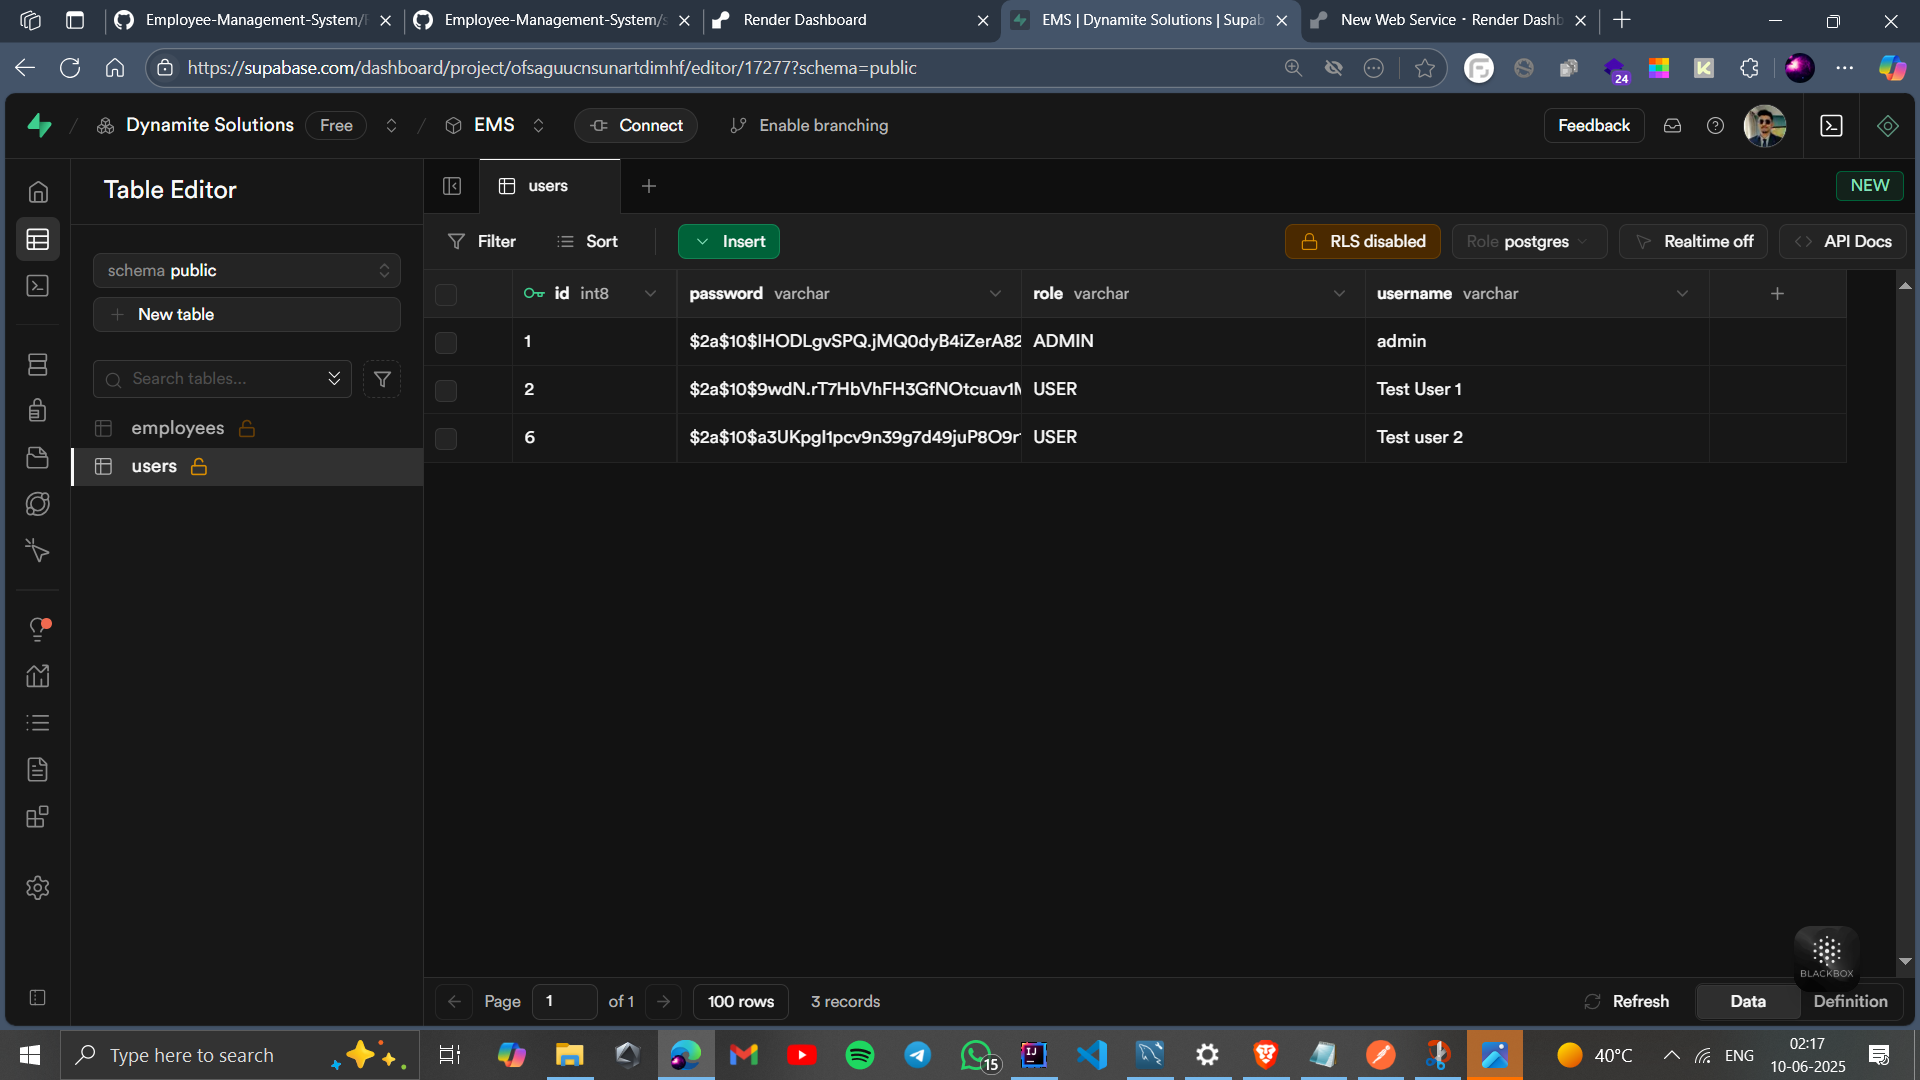 Employee-Management-System/
Employee-Management-System/
Render Dashboard
EMS | Dynamite Solutions | Supab
New Web Service · Render Dashb
https://supabase.com/dashboard/project/ofsaguucnsunartdimhf/editor/17277?schema=public
24
Dynamite Solutions
Free
EMS
Connect
Enable branching
Feedback
Table Editor
users
NEW
schema public
New table
Search tables...
employees
users
Filter
Sort
Insert
RLS disabled
Role postgres
Realtime off
API Docs
id int8
password varchar
role varchar
username varchar
1
$2a$10$lHODLgvSPQ.jMQ0dyB4iZerA82
ADMIN
admin
2
$2a$10$9wdN.rT7HbVhFH3GfNOtcuav1
USER
Test User 1
6
$2a$10$a3UKpgI1pcv9n39g7d49juP8O9r
USER
Test user 2
BLACKBOX
Page
1
of 1
100 rows
3 records
Refresh
Data
Definition
Type here to search
15
40°C
ENG
02:17
10-06-2025